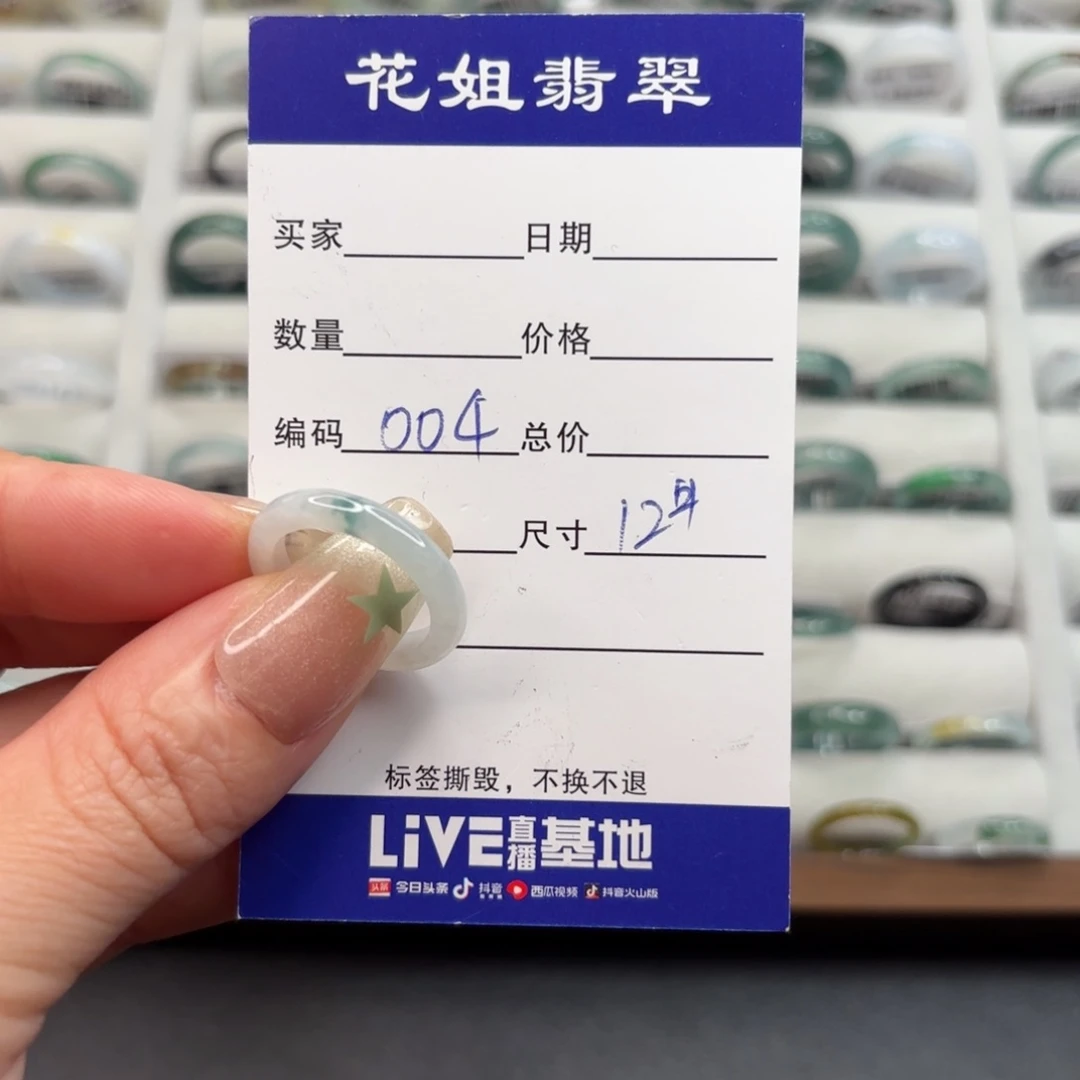 花姐翡翠
买家 日期
数量 价格
编码 004 总价
尺寸 12号
标签撕毁，不换不退
LiVE直播基地
头条 今日头条 抖音 西瓜视频 抖音火山版